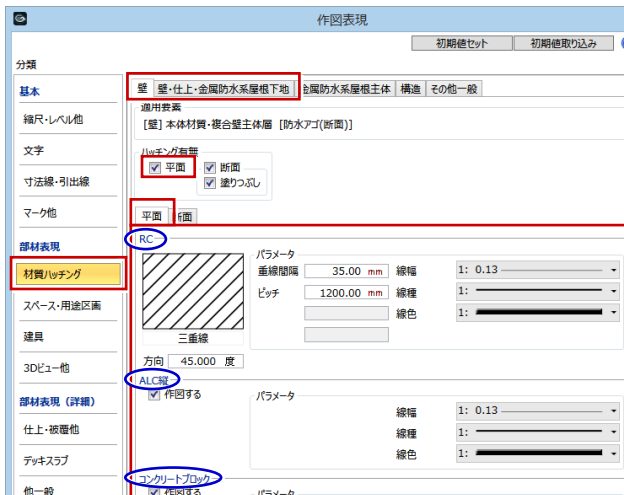 作図表現
初期値セット 初期値取り込み
分類
基本
縮尺・レベル他
文字
寸法線・引出線
マーク他
部材表現
材質ハッチング
スペース・用途区画
建具
3Dビュー他
部材表現（詳細）
仕上・被覆他
デッキスラブ
他一般
壁 壁・仕上・金属防水系屋根下地 金属防水系屋根主体 構造 その他一般
適用要素
[壁] 本体材質・複合壁主体層 [防水アゴ(断面)]
ハッチング有無
平面 断面
塗りつぶし
平面 断面
RC
パラメータ
重線間隔 35.00 mm 線幅 1: 0.13
ピッチ 1200.00 mm 線種 1:
線色 1:
三重線
方向 45.000 度
ALC縦
作図する
パラメータ
線幅 1: 0.13
線種 1:
線色 1:
コンクリートブロック
作図する パラメータ